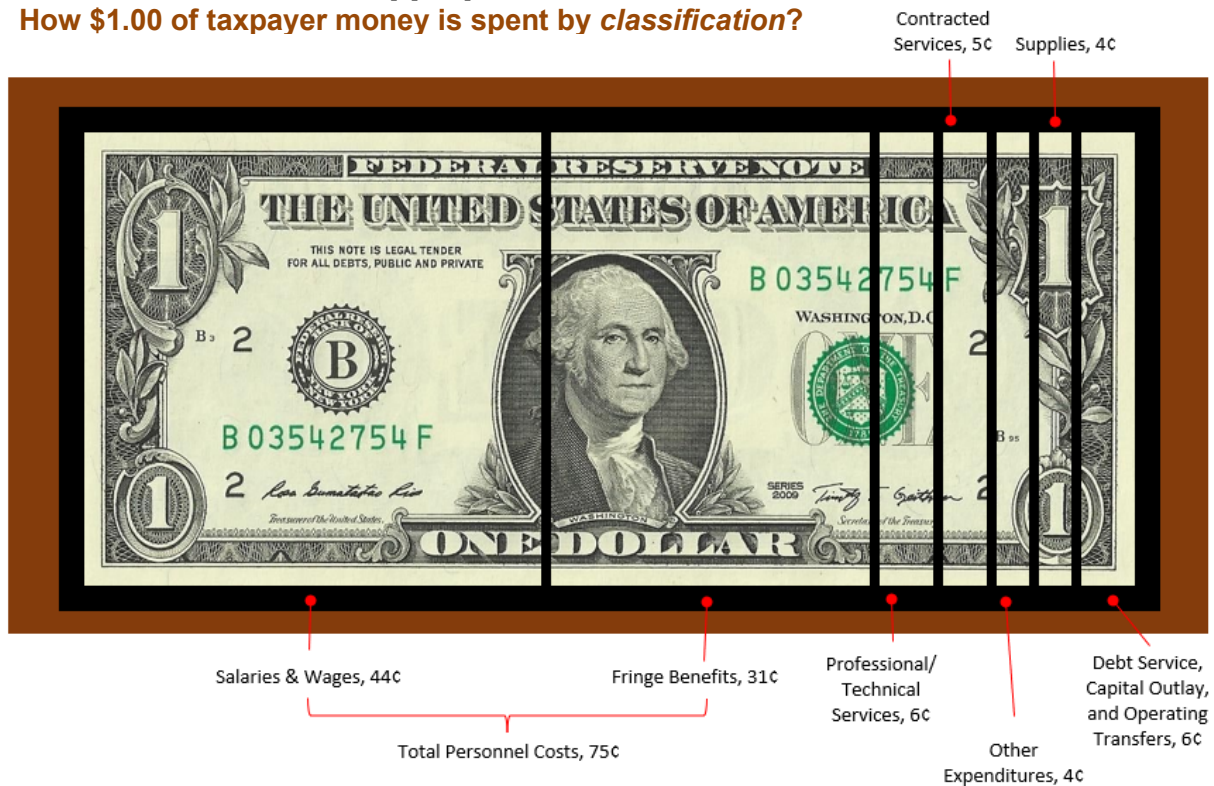 How $1.00 of taxpayer money is spent by classification?
Contracted
Services, 5¢
Supplies, 4¢
FEDERAL RESERVE NOTE
THE UNITED STATES OF AMERICA
THIS NOTE IS LEGAL TENDER
FOR ALL DEBTS, PUBLIC AND PRIVATE
B 03542754 F
WASHINGTON, D.C
1
1
B
2
2
B
B 03542754 F
B 95
2
SERIES
2009
2
Treasurer of the United States.
Secretary of the Treasury
WASHINGTON
1
1
ONE DOLLAR
Salaries & Wages, 44¢
Fringe Benefits, 31¢
Total Personnel Costs, 75¢
Professional/
Technical
Services, 6¢
Other
Expenditures, 4¢
Debt Service,
Capital Outlay,
and Operating
Transfers, 6¢